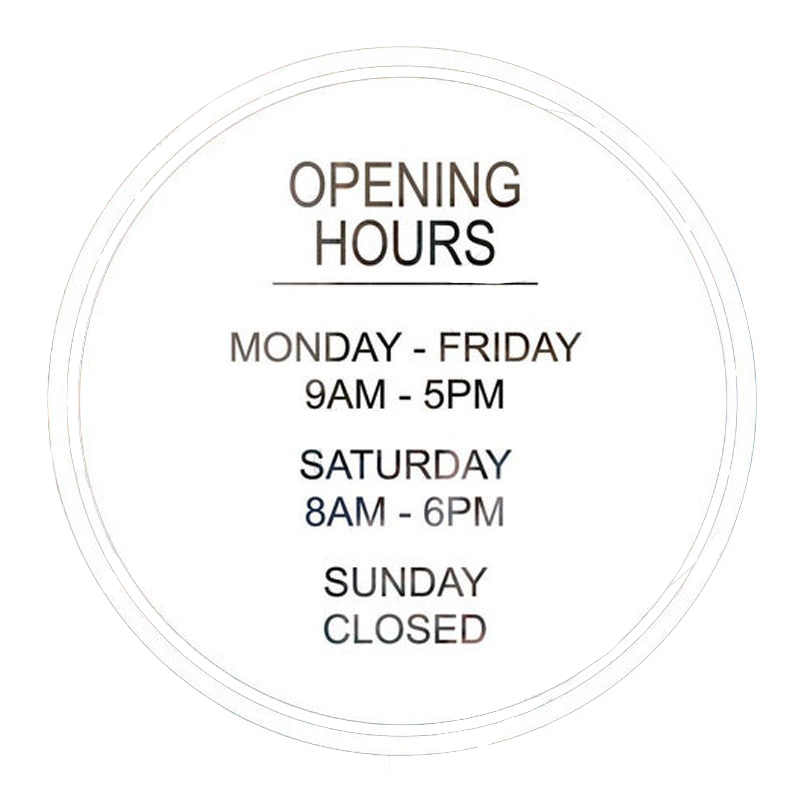 OPENING
HOURS
MONDAY - FRIDAY
9AM - 5PM
SATURDAY
8AM - 6PM
SUNDAY
CLOSED